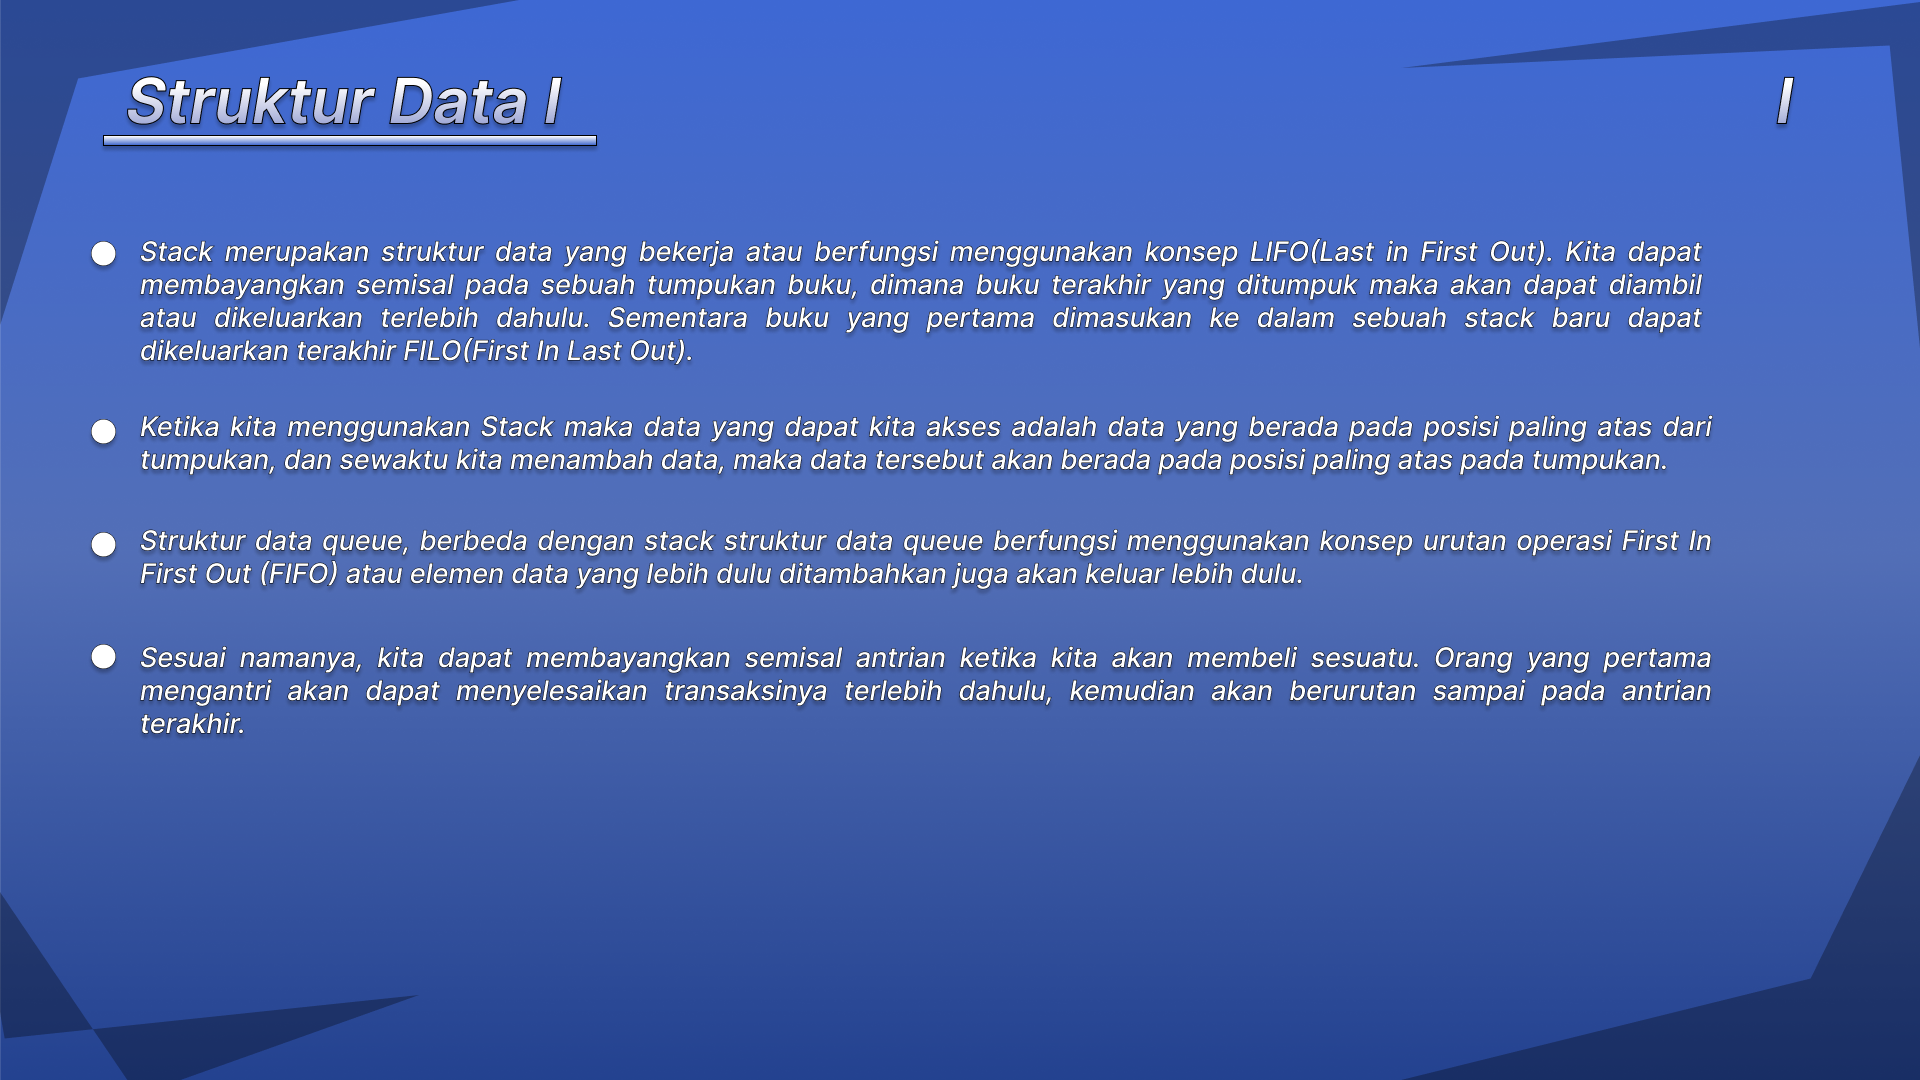 Struktur Data I
I
Stack merupakan struktur data yang bekerja atau berfungsi menggunakan konsep LIFO(Last in First Out). Kita dapat
membayangkan semisal pada sebuah tumpukan buku, dimana buku terakhir yang ditumpuk maka akan dapat diambil
atau dikeluarkan terlebih dahulu. Sementara buku yang pertama dimasukan ke dalam sebuah stack baru dapat
dikeluarkan terakhir FILO(First In Last Out).
Ketika kita menggunakan Stack maka data yang dapat kita akses adalah data yang berada pada posisi paling atas dari
tumpukan, dan sewaktu kita menambah data, maka data tersebut akan berada pada posisi paling atas pada tumpukan.
Struktur data queue, berbeda dengan stack struktur data queue berfungsi menggunakan konsep urutan operasi First In
First Out (FIFO) atau elemen data yang lebih dulu ditambahkan juga akan keluar lebih dulu.
Sesuai namanya, kita dapat membayangkan semisal antrian ketika kita akan membeli sesuatu. Orang yang pertama
mengantri akan dapat menyelesaikan transaksinya terlebih dahulu, kemudian akan berurutan sampai pada antrian
terakhir.